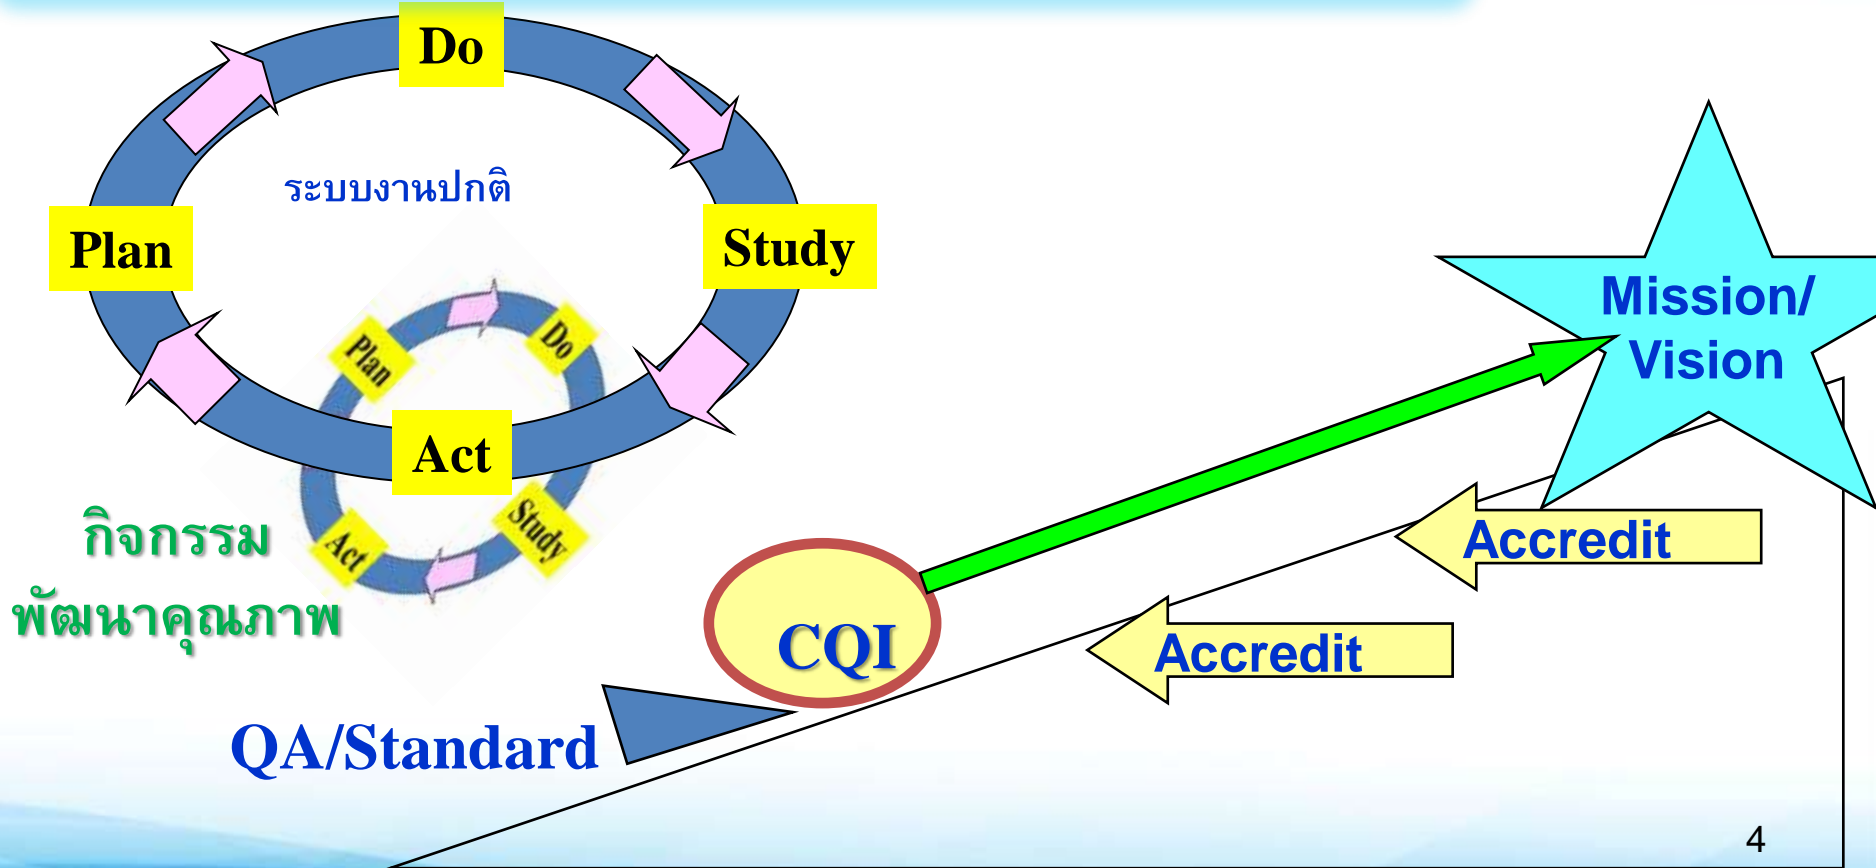 Do
ระบบงานปกติ
Plan
Study
Plan
Do
Act
Study
Act
กิจกรรม
พัฒนาคุณภาพ
CQI
QA/Standard
Mission/
Vision
Accredit
Accredit
4